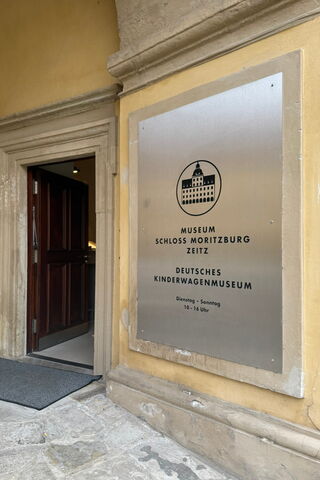 MUSEUM
SCHLOSS MORITZBURG
ZEITZ
DEUTSCHES
KINDERWAGENMUSEUM
Dienstag - Sonntag
10 - 16 Uhr